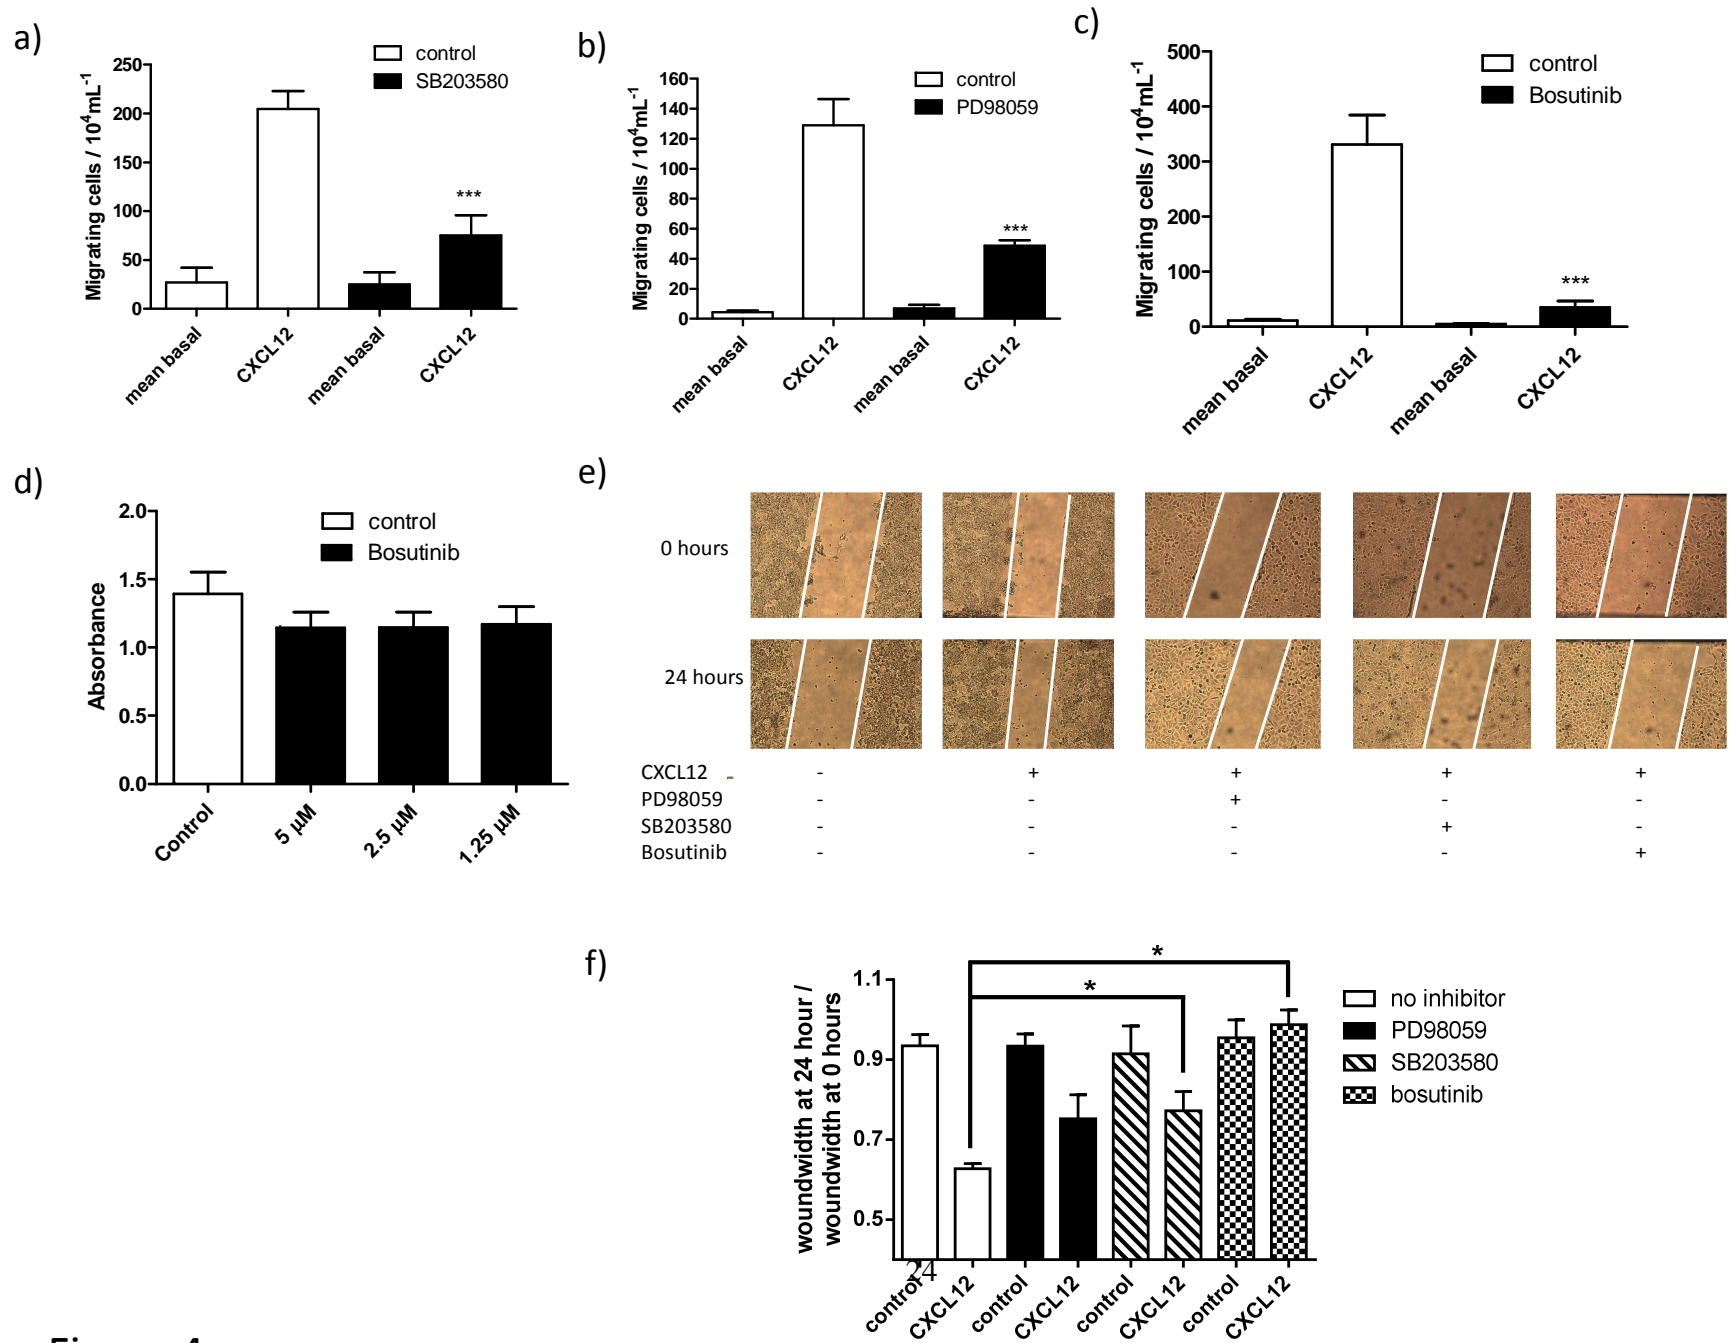 a)
control
SB203580
250
200
150
100
50
0
Migrating cells / 10⁴mL⁻¹
***
mean basal
CXCL12
mean basal
CXCL12
b)
control
PD98059
160
140
120
100
80
60
40
20
0
Migrating cells / 10⁴mL⁻¹
***
mean basal
CXCL12
mean basal
CXCL12
c)
control
Bosutinib
500
400
300
200
100
0
Migrating cells / 10⁴mL⁻¹
***
mean basal
CXCL12
mean basal
CXCL12
d)
control
Bosutinib
2.0
1.5
1.0
0.5
0.0
Absorbance
Control
5 µM
2.5 µM
1.25 µM
e)
0 hours
24 hours
CXCL12 - + + + +
PD98059 - - + - -
SB203580 - - - + -
Bosutinib - - - - +
f)
1.1
0.9
0.7
0.5
woundwidth at 24 hour /
woundwidth at 0 hours
*
*
no inhibitor
PD98059
SB203580
bosutinib
control
CXCL12
control
CXCL12
control
CXCL12
control
CXCL12
24